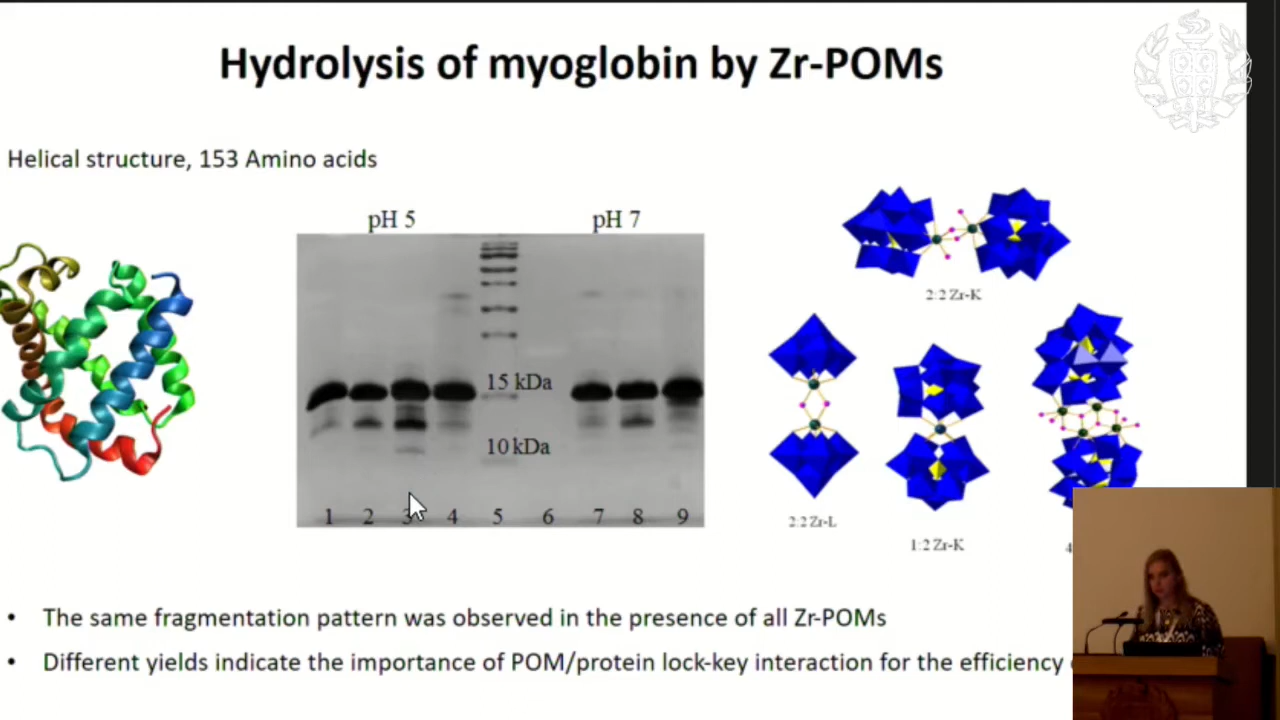 Hydrolysis of myoglobin by Zr-POMs
Helical structure, 153 Amino acids
pH 5
pH 7
15 kDa
10 kDa
1 2 3 4 5 6 7 8 9
2:2 Zr-K
2:2 Zr-L
1:2 Zr-K
4
• The same fragmentation pattern was observed in the presence of all Zr-POMs
• Different yields indicate the importance of POM/protein lock-key interaction for the efficiency